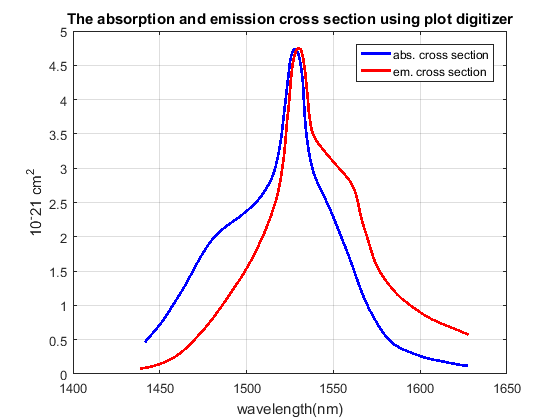 The absorption and emission cross section using plot digitizer
5
4.5
4
3.5
3
2.5
2
1.5
1
0.5
0
10⁻21 cm²
abs. cross section
em. cross section
1400 1450 1500 1550 1600 1650
wavelength(nm)